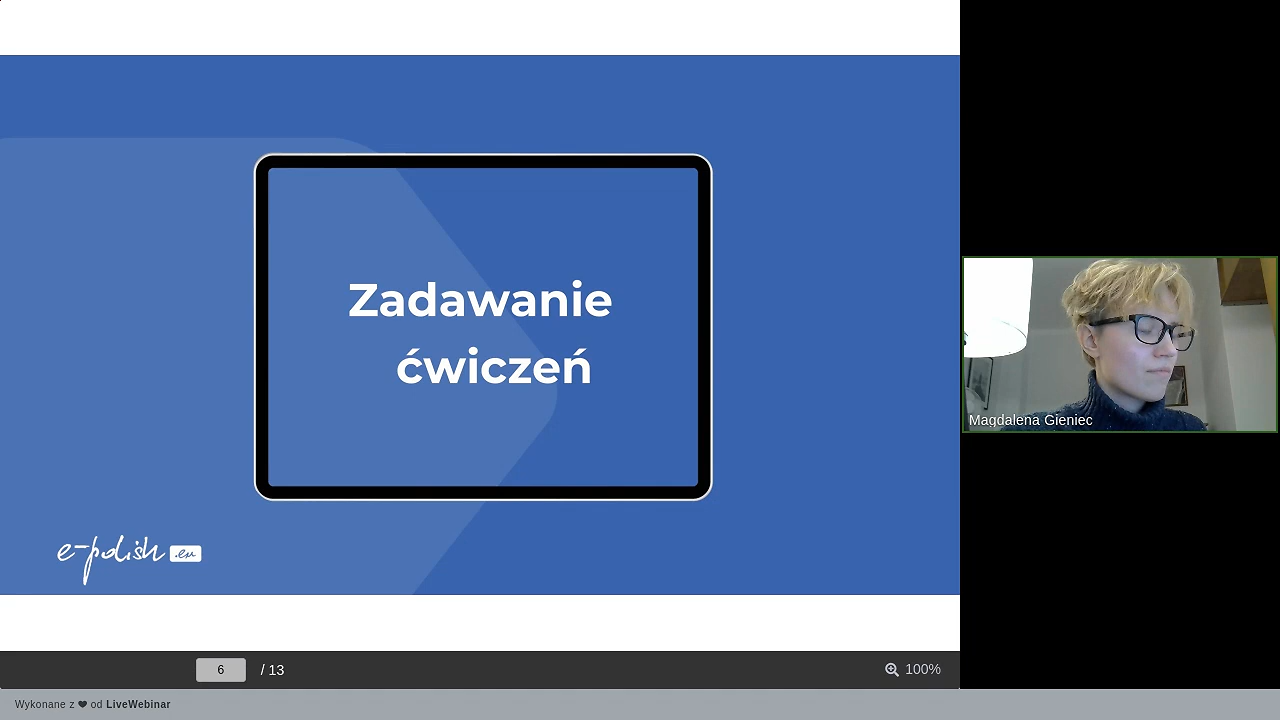 Zadawanie
ćwiczeń
e-polish .eu
Magdalena Gieniec
6 / 13
100%
Wykonane z ❤ od LiveWebinar